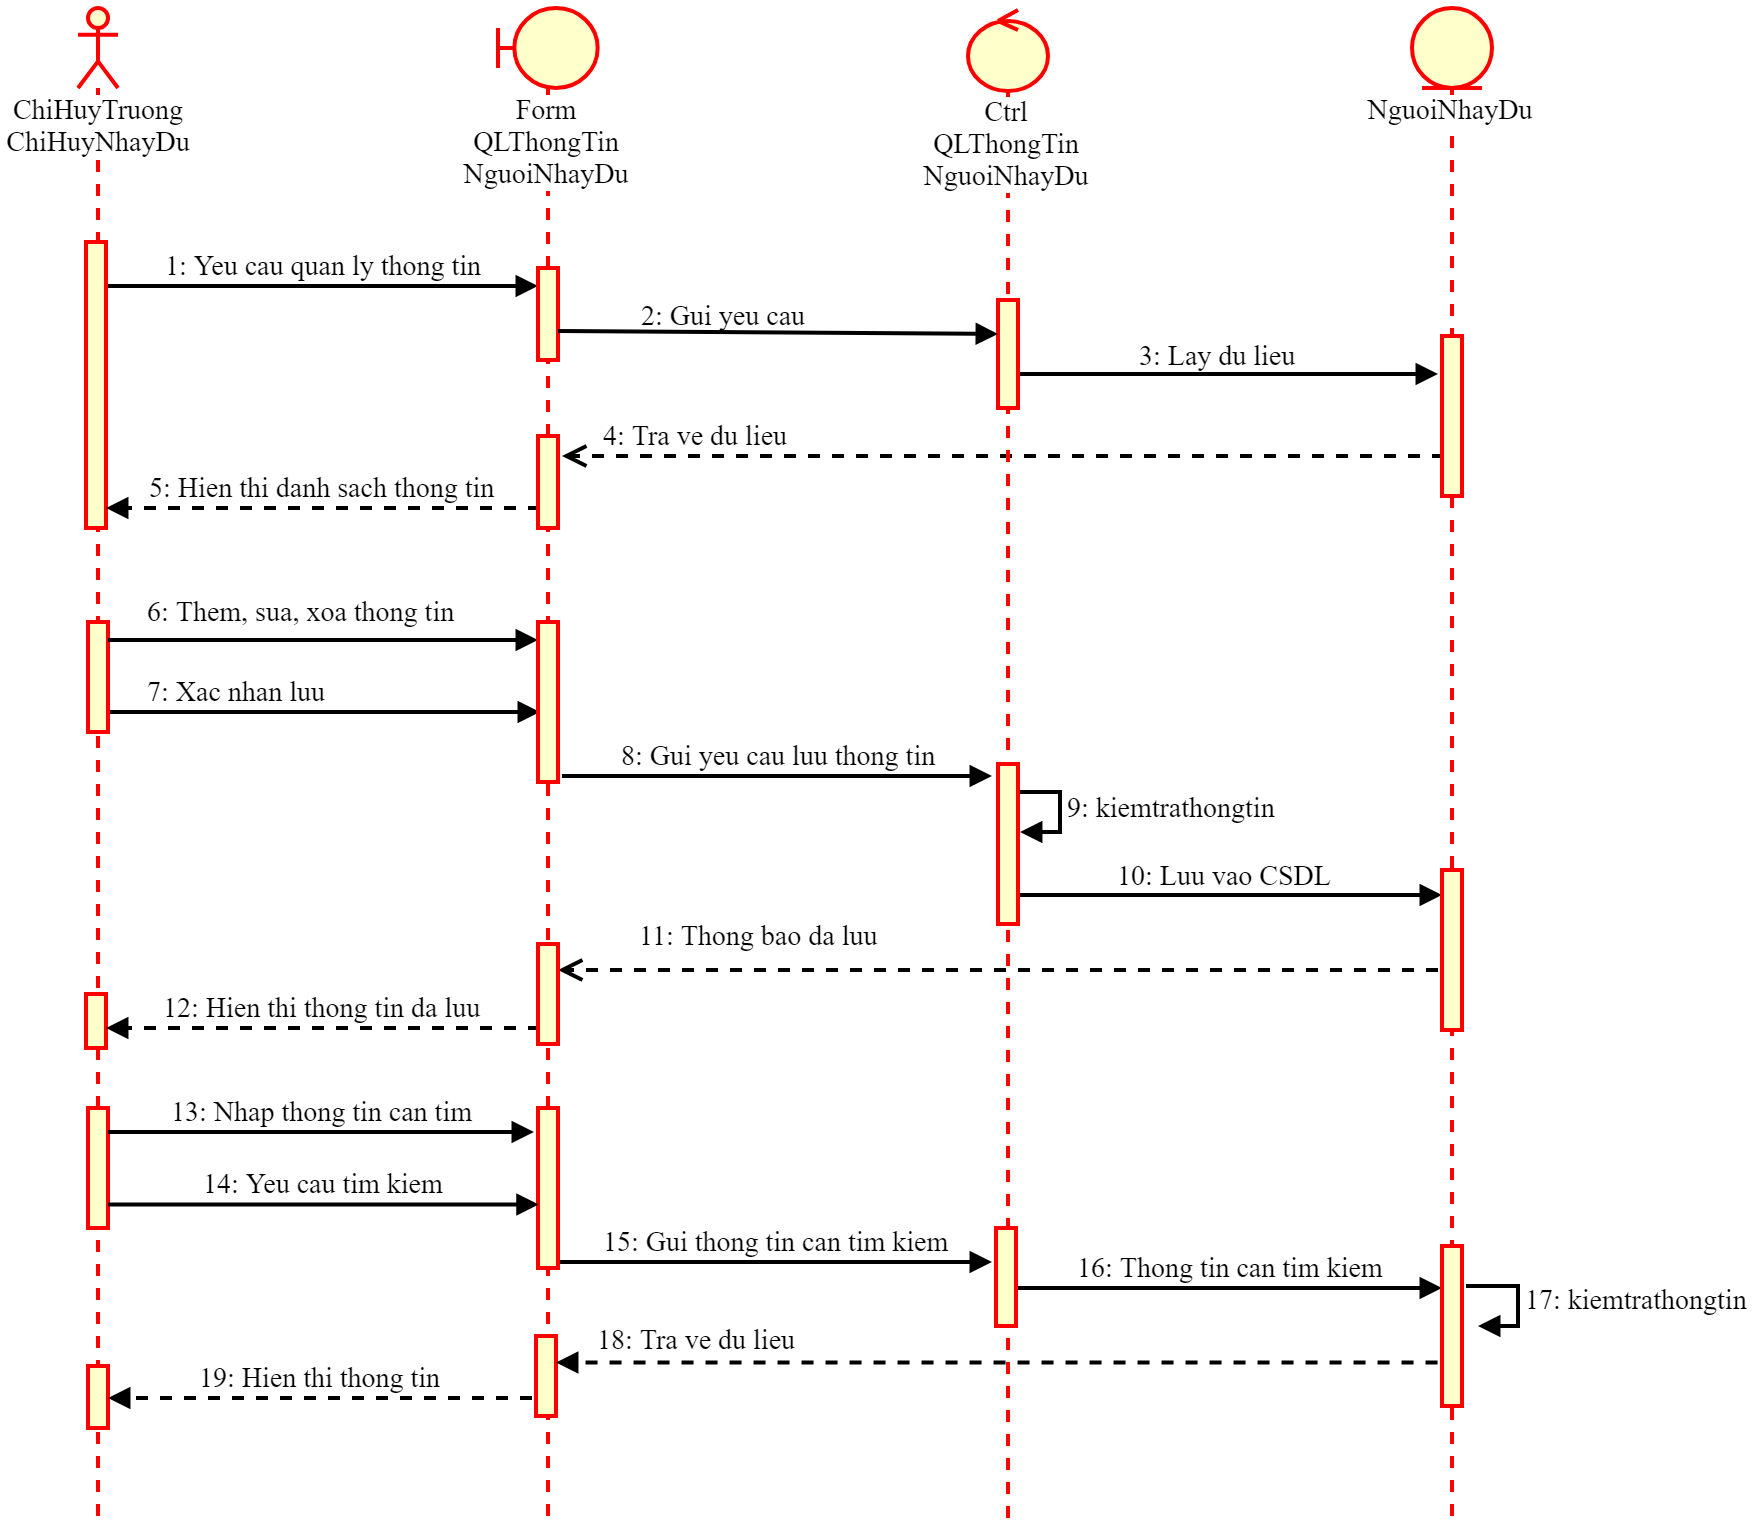 ChiHuyTruong
ChiHuyNhayDu
Form
QLThongTin
NguoiNhayDu
Ctrl
QLThongTin
NguoiNhayDu
NguoiNhayDu
1: Yeu cau quan ly thong tin
2: Gui yeu cau
3: Lay du lieu
4: Tra ve du lieu
5: Hien thi danh sach thong tin
6: Them, sua, xoa thong tin
7: Xac nhan luu
8: Gui yeu cau luu thong tin
9: kiemtrathongtin
10: Luu vao CSDL
11: Thong bao da luu
12: Hien thi thong tin da luu
13: Nhap thong tin can tim
14: Yeu cau tim kiem
15: Gui thong tin can tim kiem
16: Thong tin can tim kiem
17: kiemtrathongtin
18: Tra ve du lieu
19: Hien thi thong tin